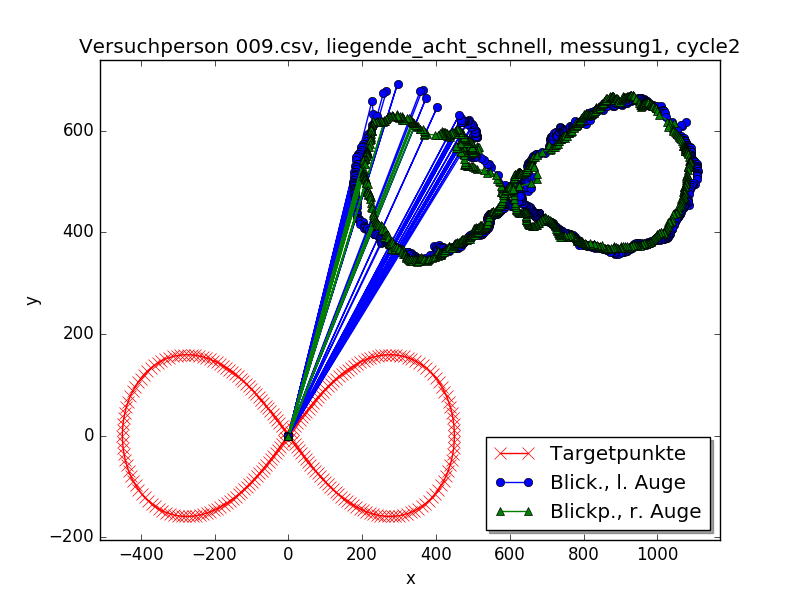 Versuchperson 009.csv, liegende_acht_schnell, messung1, cycle2
y
600
400
200
0
−200
−400
−200
0
200
400
600
800
1000
x
Targetpunkte
Blick., l. Auge
Blickp., r. Auge